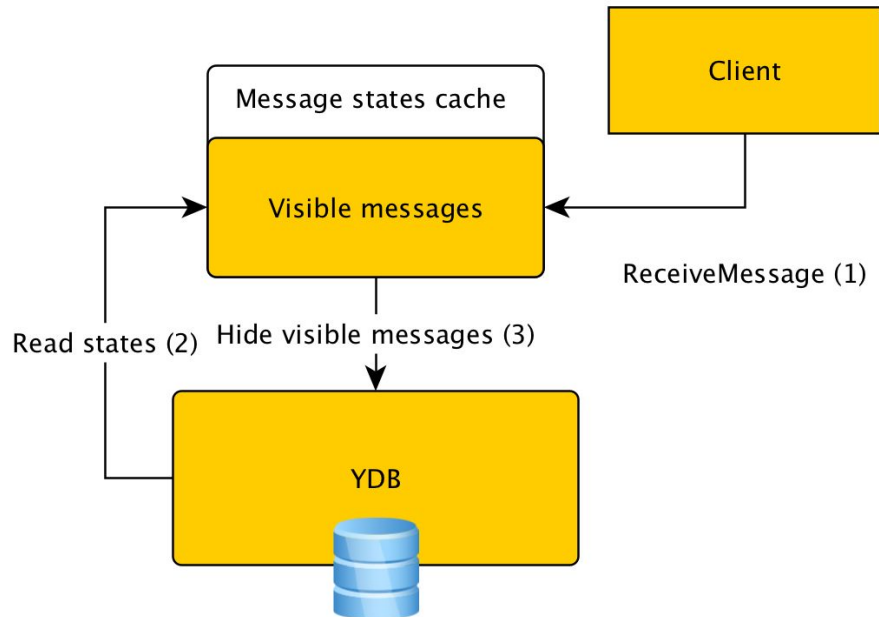 Client
Message states cache
Visible messages
ReceiveMessage (1)
Read states (2)
Hide visible messages (3)
YDB